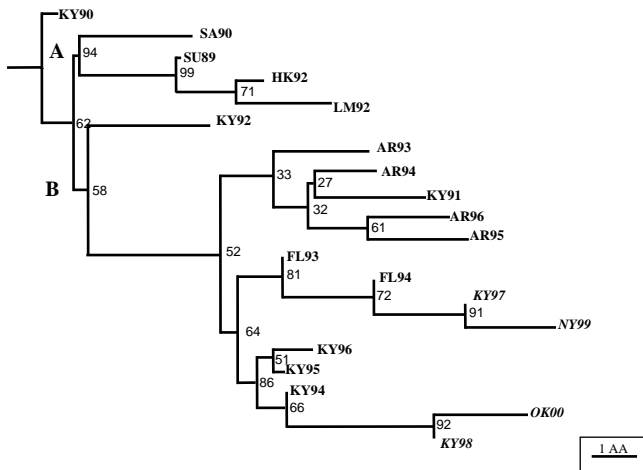 KY90
SA90
A
94
SU89
99
HK92
71
LM92
62
KY92
B
58
AR93
33
AR94
27
KY91
32
AR96
61
AR95
52
FL93
81
FL94
72
KY97
91
NY99
64
KY96
51
KY95
86
KY94
66
OK00
92
KY98
1 AA